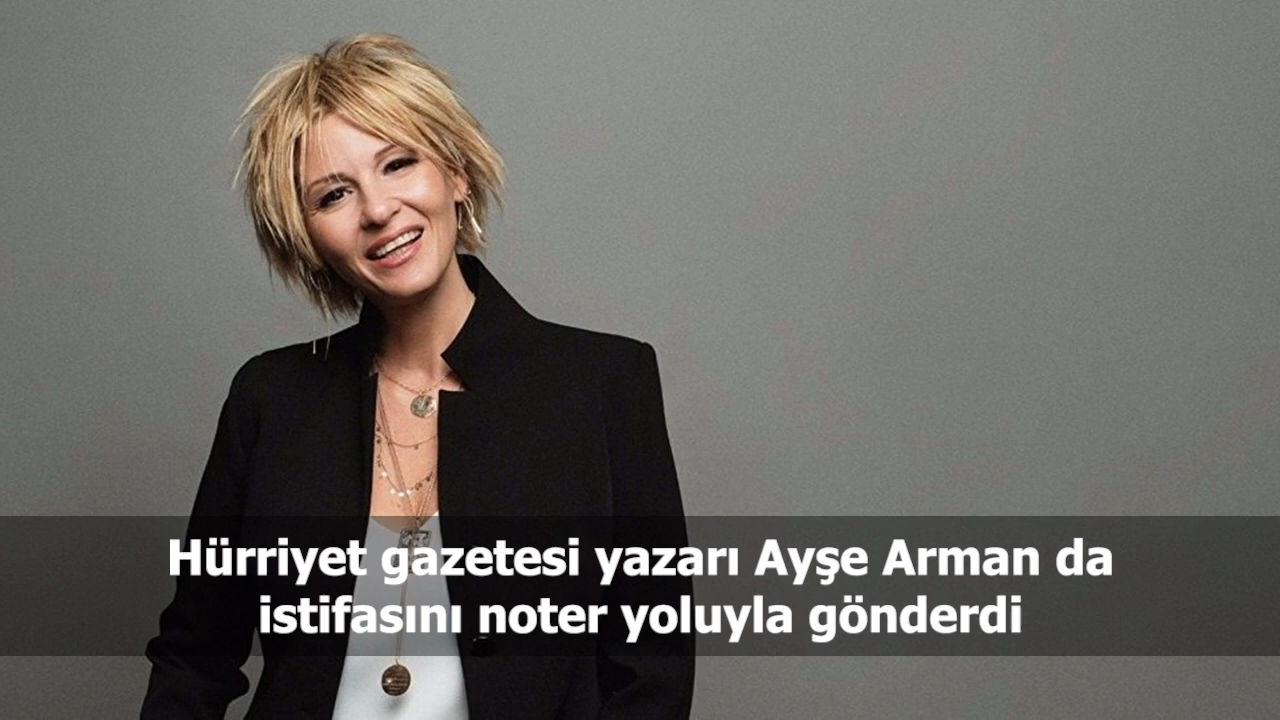 Hürriyet gazetesi yazarı Ayşe Arman da
istifasını noter yoluyla gönderdi